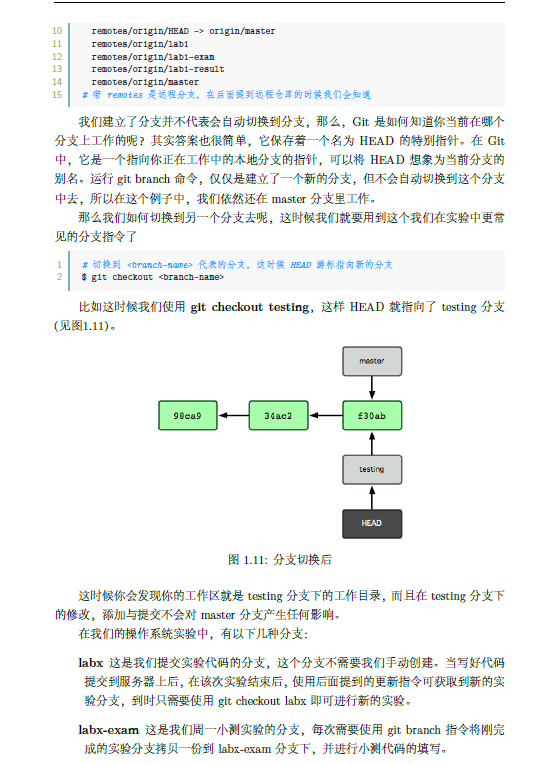 10 remotes/origin/HEAD -> origin/master
11 remotes/origin/lab1
12 remotes/origin/lab1-exam
13 remotes/origin/lab1-result
14 remotes/origin/master
15 # 带 remotes 是远程分支，在后面提到远程仓库的时候我们会知道
我们建立了分支并不代表会自动切换到分支，那么，Git 是如何知道你当前在哪个
分支上工作的呢？其实答案也很简单，它保存着一个名为 HEAD 的特别指针。在 Git
中，它是一个指向你正在工作中的本地分支的指针，可以将 HEAD 想象为当前分支的
别名。运行 git branch 命令，仅仅是建立了一个新的分支，但不会自动切换到这个分支
中去，所以在这个例子中，我们依然还在 master 分支里工作。
那么我们如何切换到另一个分支去呢，这时候我们就要用到这个我们在实验中更常
见的分支指令了
1 # 切换到 <branch-name> 代表的分支，这时候 HEAD 游标指向新的分支
2 $ git checkout <branch-name>
比如这时候我们使用 git checkout testing，这样 HEAD 就指向了 testing 分支
(见图1.11)。
master
98ca9 34ac2 f30ab
testing
HEAD
图 1.11: 分支切换后
这时候你会发现你的工作区就是 testing 分支下的工作目录，而且在 testing 分支下
的修改，添加与提交不会对 master 分支产生任何影响。
在我们的操作系统实验中，有以下几种分支：
labx 这是我们提交实验代码的分支，这个分支不需要我们手动创建。当写好代码
提交到服务器上后，在该次实验结束后，使用后面提到的更新指令可获取到新的实
验分支，到时只需要使用 git checkout labx 即可进行新的实验。
labx-exam 这是我们周一小测实验的分支，每次需要使用 git branch 指令将刚完
成的实验分支拷贝一份到 labx-exam 分支下，并进行小测代码的填写。